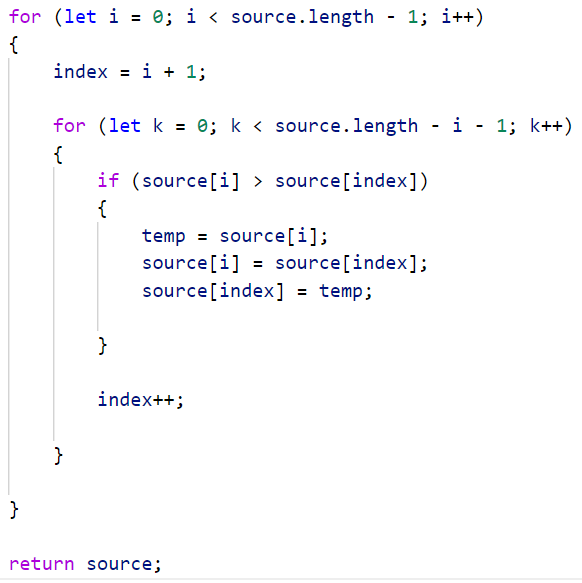 for (let i = 0; i < source.length - 1; i++)
{
    index = i + 1;
    for (let k = 0; k < source.length - i - 1; k++)
    {
        if (source[i] > source[index])
        {
            temp = source[i];
            source[i] = source[index];
            source[index] = temp;
        }
        index++;
    }
}
return source;